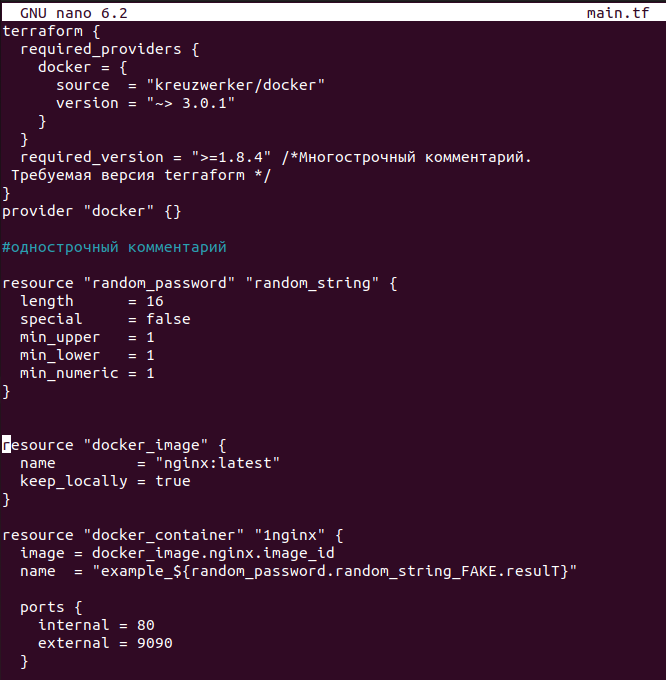 GNU nano 6.2 main.tf
terraform {
  required_providers {
    docker = {
      source  = "kreuzwerker/docker"
      version = "~> 3.0.1"
    }
  }
  required_version = ">=1.8.4" /*Многострочный комментарий.
 Требуемая версия terraform */
}
provider "docker" {}

#однострочный комментарий

resource "random_password" "random_string" {
  length      = 16
  special     = false
  min_upper   = 1
  min_lower   = 1
  min_numeric = 1
}


resource "docker_image" {
  name         = "nginx:latest"
  keep_locally = true
}

resource "docker_container" "1nginx" {
  image = docker_image.nginx.image_id
  name  = "example_${random_password.random_string_FAKE.resulT}"

  ports {
    internal = 80
    external = 9090
  }